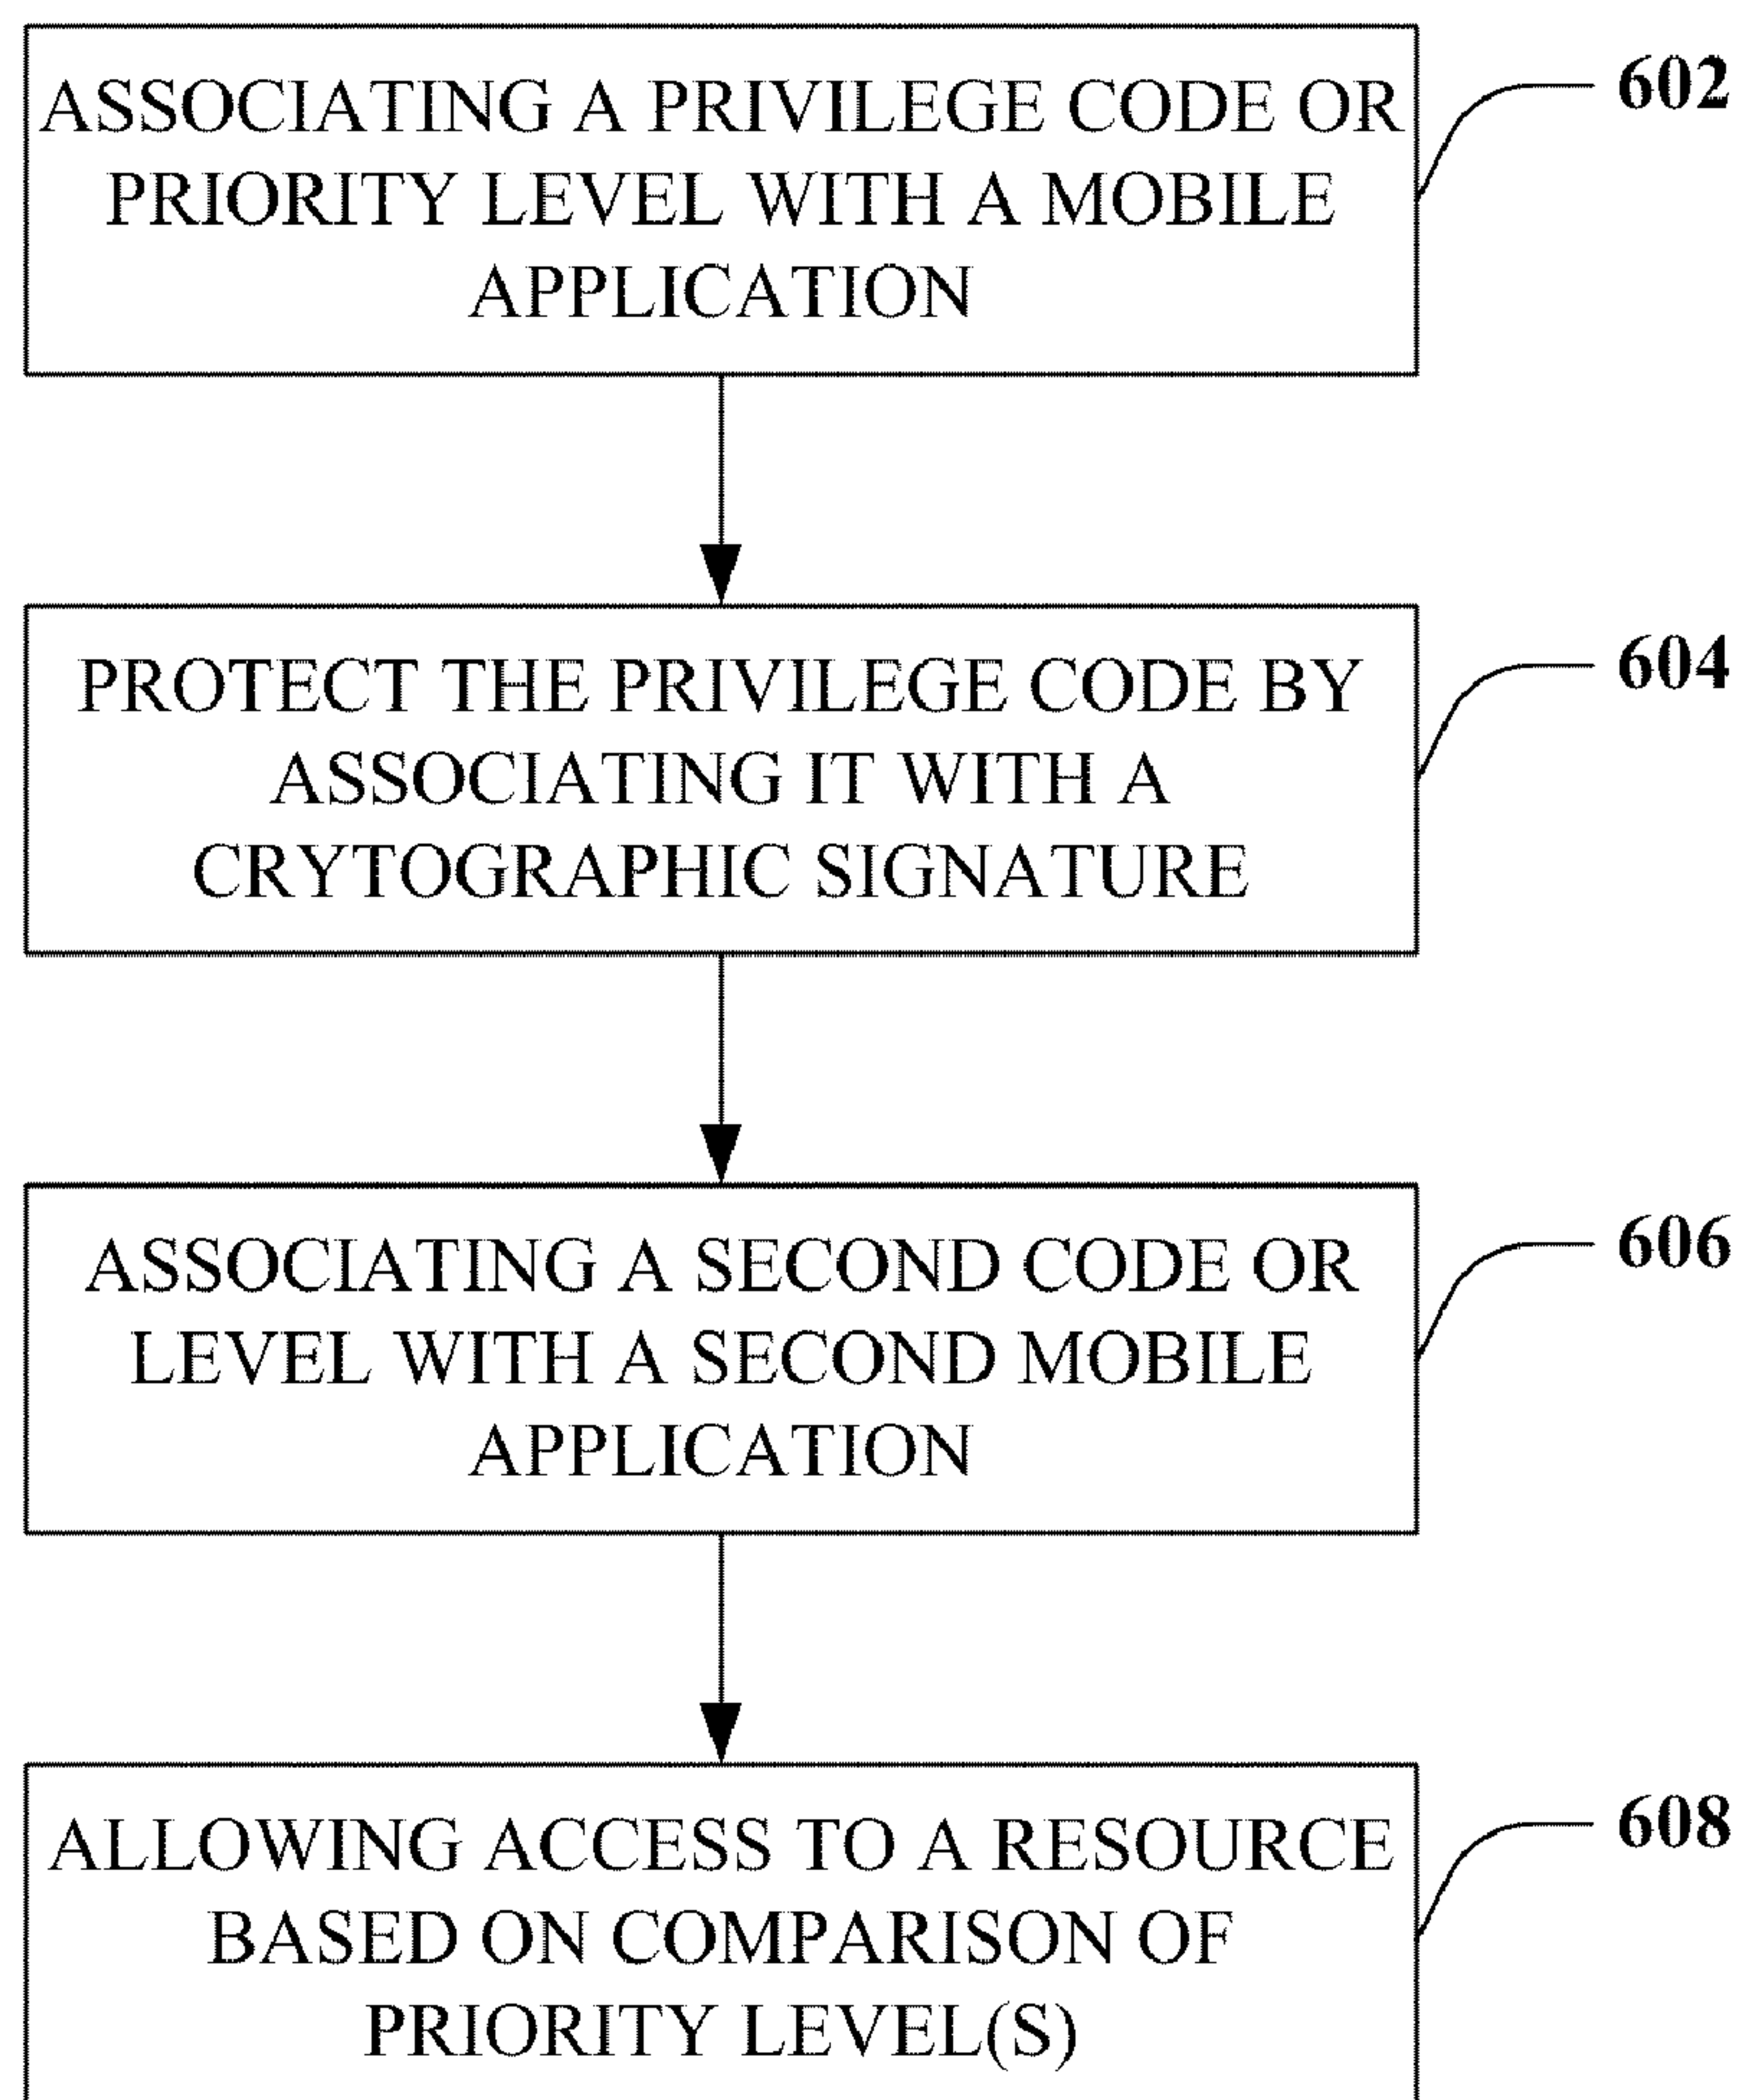 ASSOCIATING A PRIVILEGE CODE OR
PRIORITY LEVEL WITH A MOBILE
APPLICATION
602
PROTECT THE PRIVILEGE CODE BY
ASSOCIATING IT WITH A
CRYTOGRAPHIC SIGNATURE
604
ASSOCIATING A SECOND CODE OR
LEVEL WITH A SECOND MOBILE
APPLICATION
606
ALLOWING ACCESS TO A RESOURCE
BASED ON COMPARISON OF
PRIORITY LEVEL(S)
608